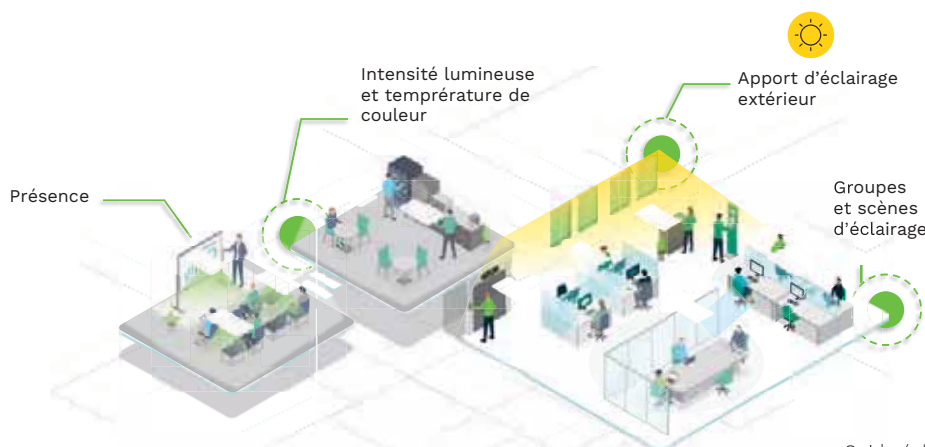 Intensité lumineuse
et temprérature de
couleur
Apport d'éclairage
extérieur
Présence
Groupes
et scènes
d'éclairage